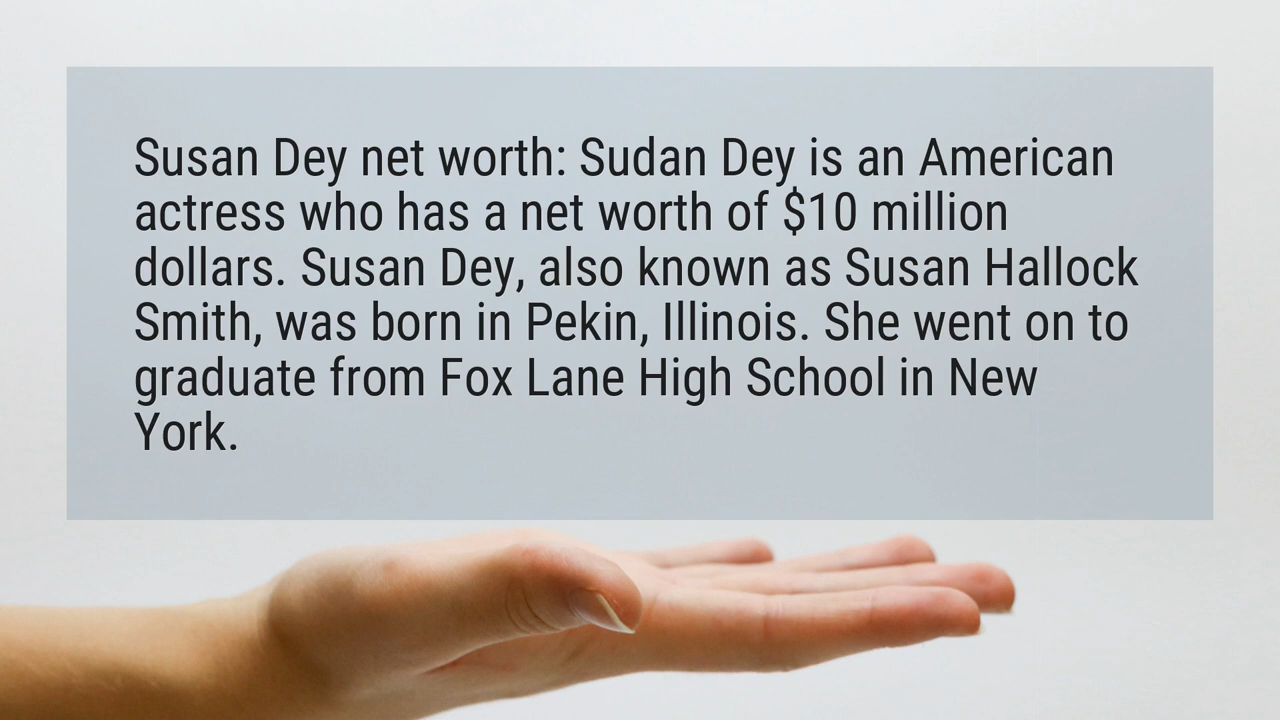 Susan Dey net worth: Sudan Dey is an American
actress who has a net worth of $10 million
dollars. Susan Dey, also known as Susan Hallock
Smith, was born in Pekin, Illinois. She went on to
graduate from Fox Lane High School in New
York.